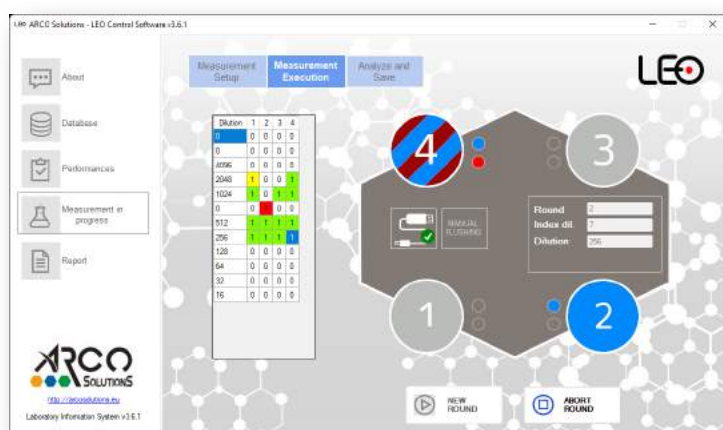 LEO ARCO Solutions - LEO Control Software v3.6.1
About
Database
Performances
Measurement in
progress
Report
ARCO
SOLUTIONS
http://arcosolutions.eu
Laboratory Information System v3.6.1
Measurement
Setup
Measurement
Execution
Analyze and
Save
LEO
Dilution 1 2 3 4
0 0 0 0 0
0 0 0 0 0
4096 0 0 0 0
2048 1 0 0 1
1024 1 0 1 1
0 0 0 0
512 1 1 1 1
256 1 1 1 1
128 0 0 0 0
64 0 0 0 0
32 0 0 0 0
16 0 0 0 0
4
3
MANUAL
FLUSHING
Round 2
Index dil. 7
Dilution 256
1
2
NEW
ROUND
ABORT
ROUND